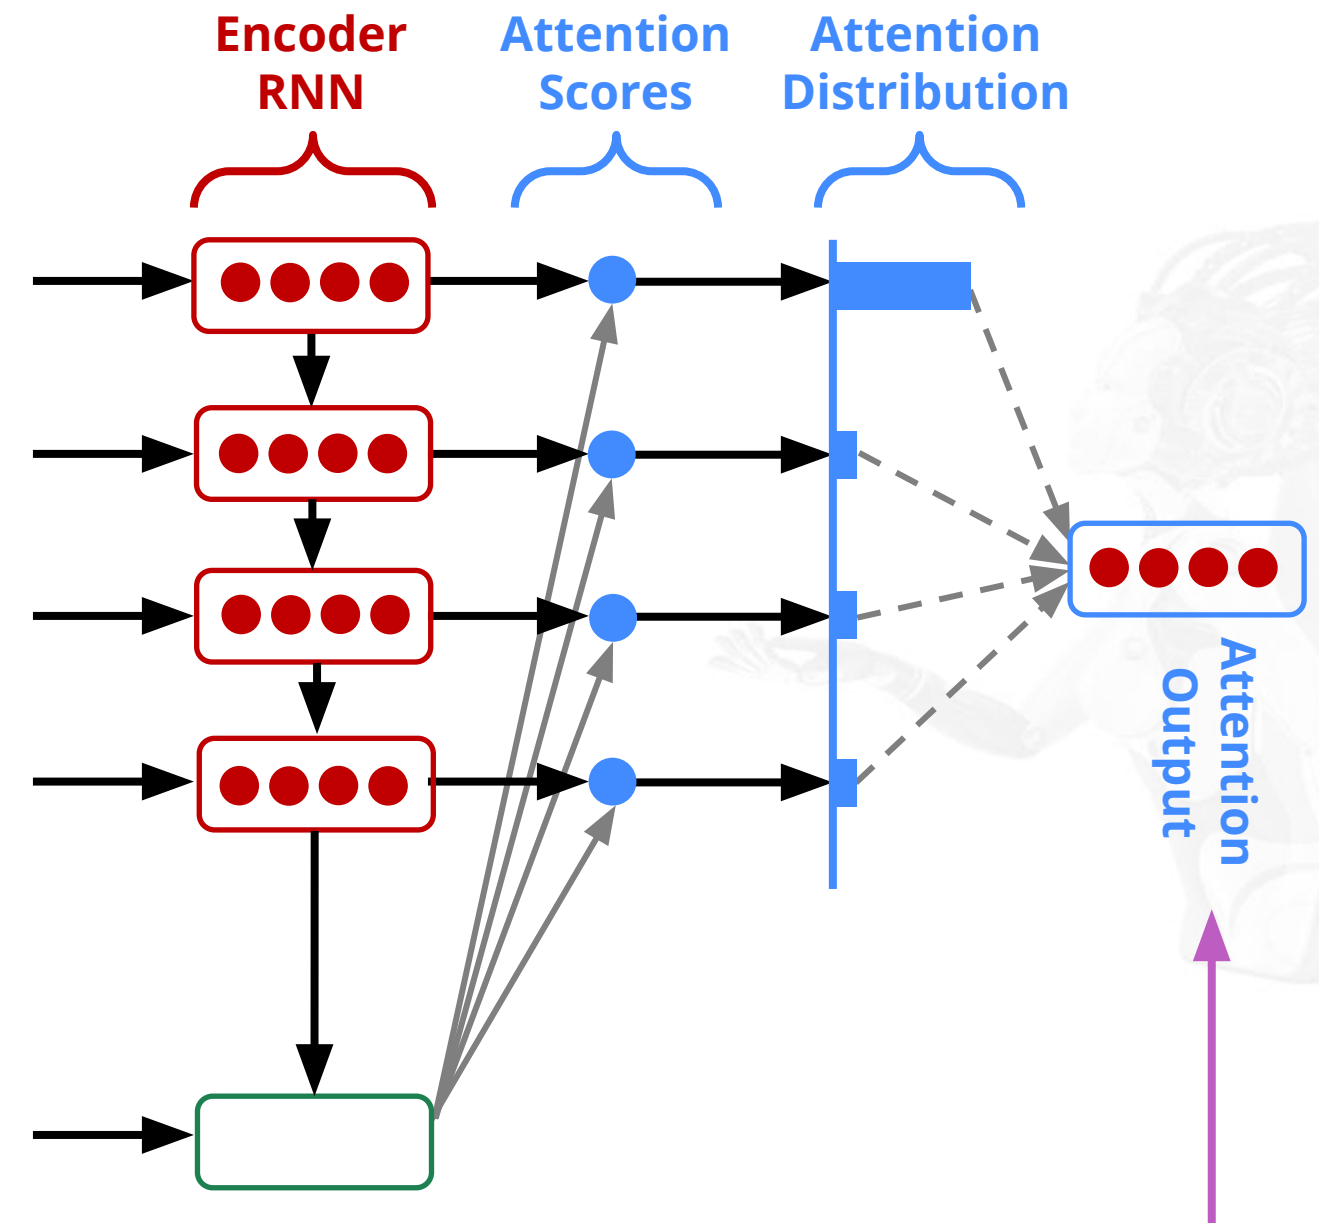 Encoder
RNN
Attention
Scores
Attention
Distribution
Attention
Output